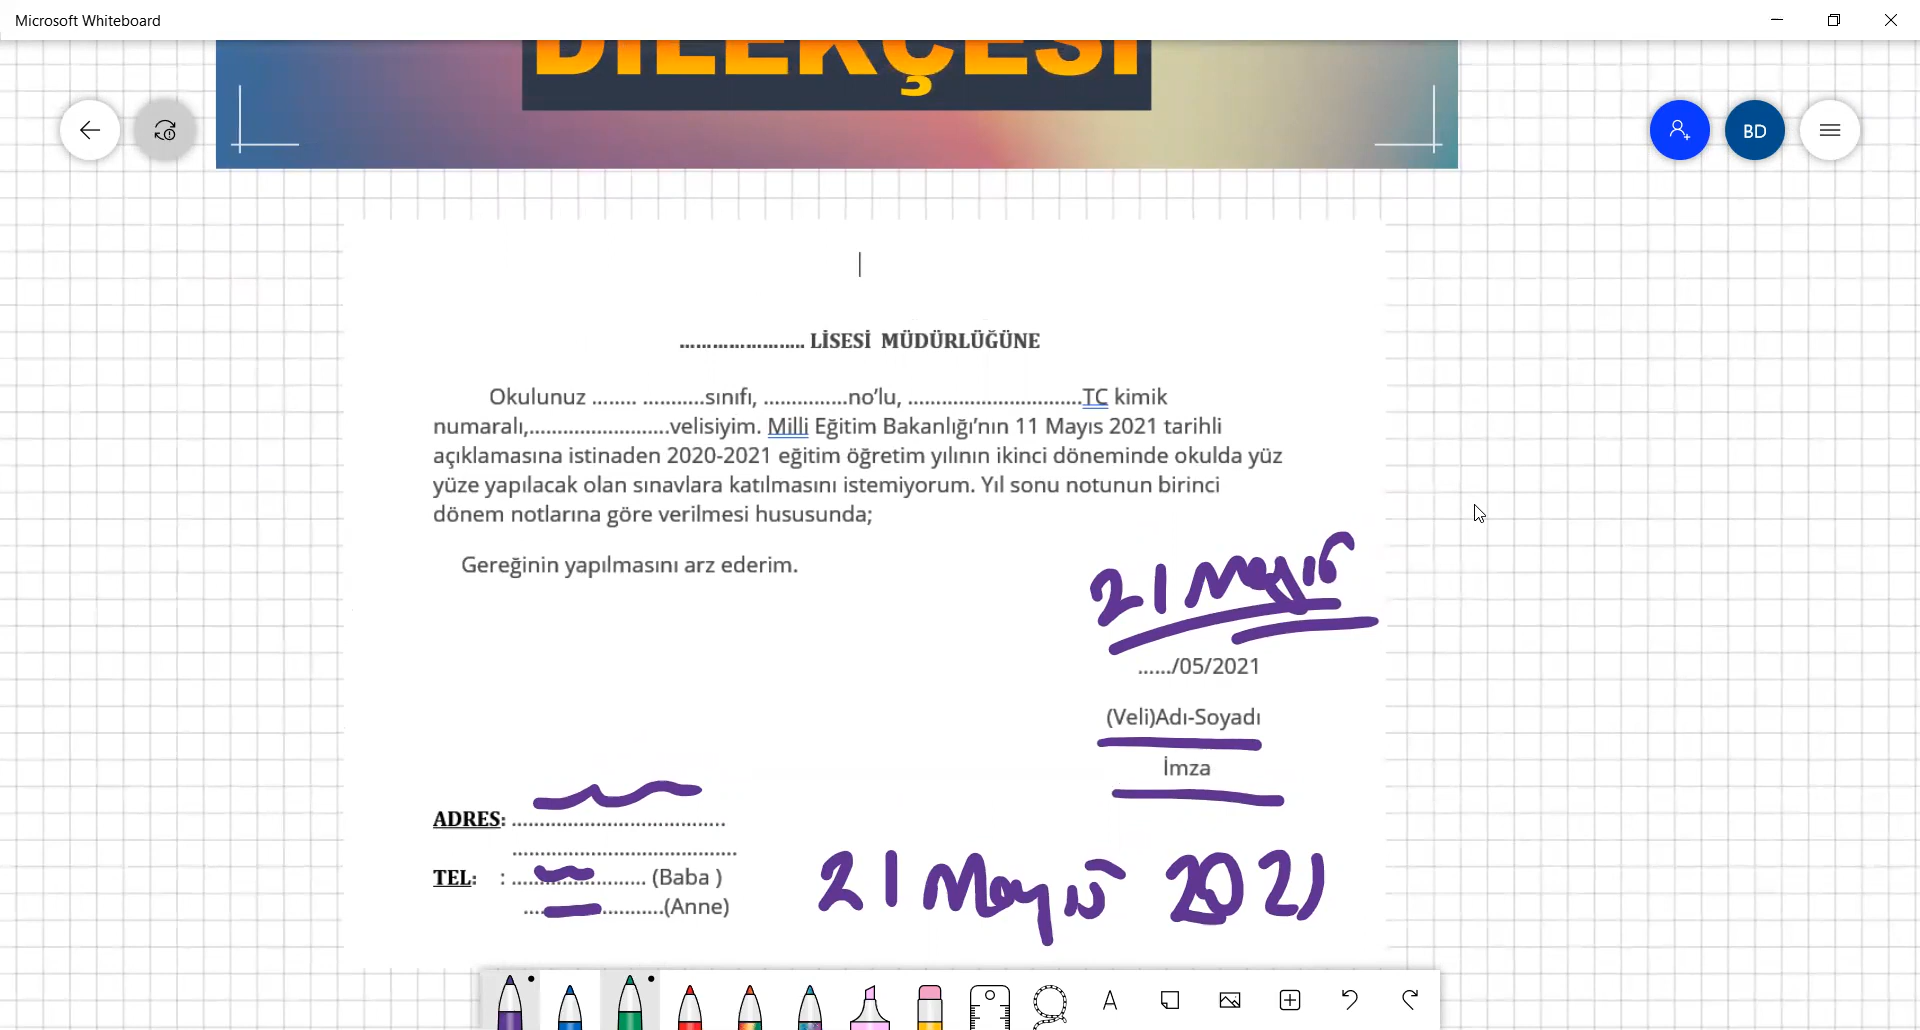 Microsoft Whiteboard
DİLEKÇESİ
BD
....................... LİSESİ  MÜDÜRLÜĞÜNE
Okulunuz ........ ...........sınıfı, ...............no'lu, ...............................TC kimik
numaralı,.........................velisiyim. Milli Eğitim Bakanlığı'nın 11 Mayıs 2021 tarihli
açıklamasına istinaden 2020-2021 eğitim öğretim yılının ikinci döneminde okulda yüz
yüze yapılacak olan sınavlara katılmasını istemiyorum. Yıl sonu notunun birinci
dönem notlarına göre verilmesi hususunda;
Gereğinin yapılmasını arz ederim.
21 Mayıs
....../05/2021
(Veli)Adı-Soyadı
İmza
ADRES: ......................................
........................................
TEL: : ........................ (Baba )
.........................(Anne)
21 Mayıs 2021